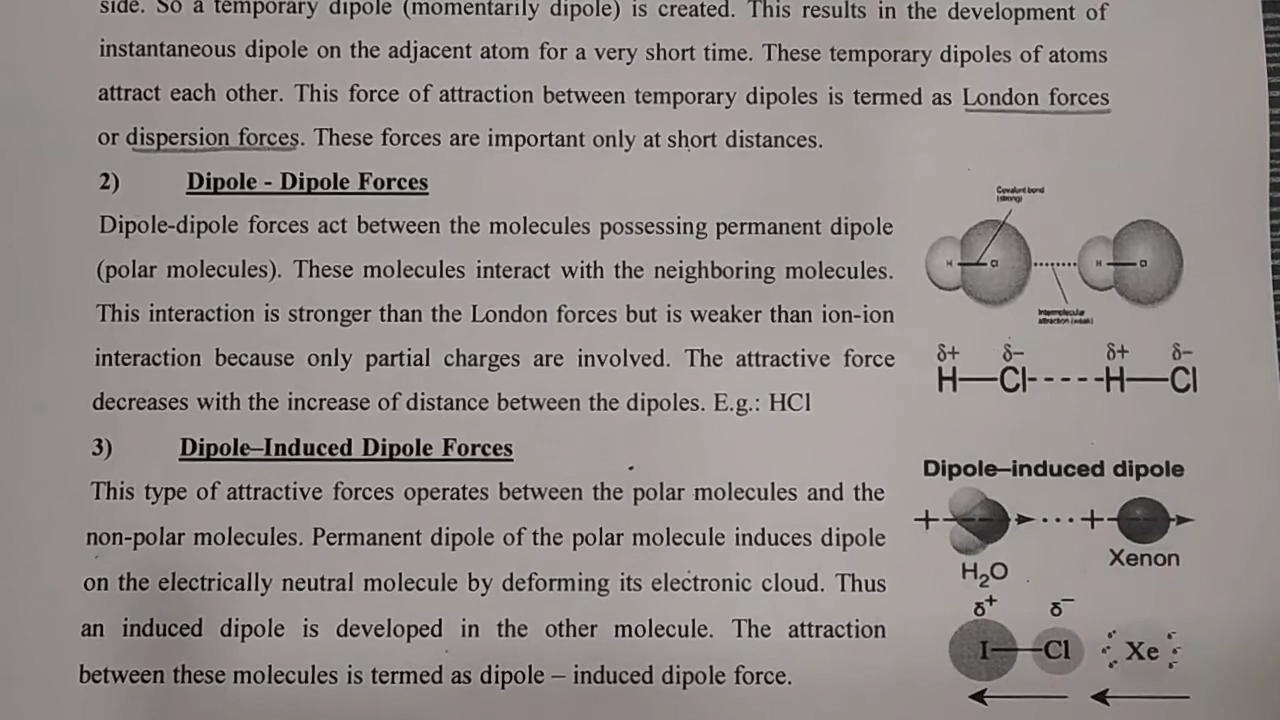 side. So a temporary dipole (momentarily dipole) is created. This results in the development of
instantaneous dipole on the adjacent atom for a very short time. These temporary dipoles of atoms
attract each other. This force of attraction between temporary dipoles is termed as London forces
or dispersion forces. These forces are important only at short distances.
2) Dipole - Dipole Forces
Dipole-dipole forces act between the molecules possessing permanent dipole
(polar molecules). These molecules interact with the neighboring molecules.
This interaction is stronger than the London forces but is weaker than ion-ion
interaction because only partial charges are involved. The attractive force
decreases with the increase of distance between the dipoles. E.g.: HCl
Covalent bond
(strong)
H Cl H Cl
Intermolecular
attraction (weak)
δ+ δ− δ+ δ−
H—Cl-----H—Cl
3) Dipole–Induced Dipole Forces
This type of attractive forces operates between the polar molecules and the
non-polar molecules. Permanent dipole of the polar molecule induces dipole
on the electrically neutral molecule by deforming its electronic cloud. Thus
an induced dipole is developed in the other molecule. The attraction
between these molecules is termed as dipole – induced dipole force.
Dipole–induced dipole
H₂O Xenon
δ⁺ δ⁻
I—Cl Xe